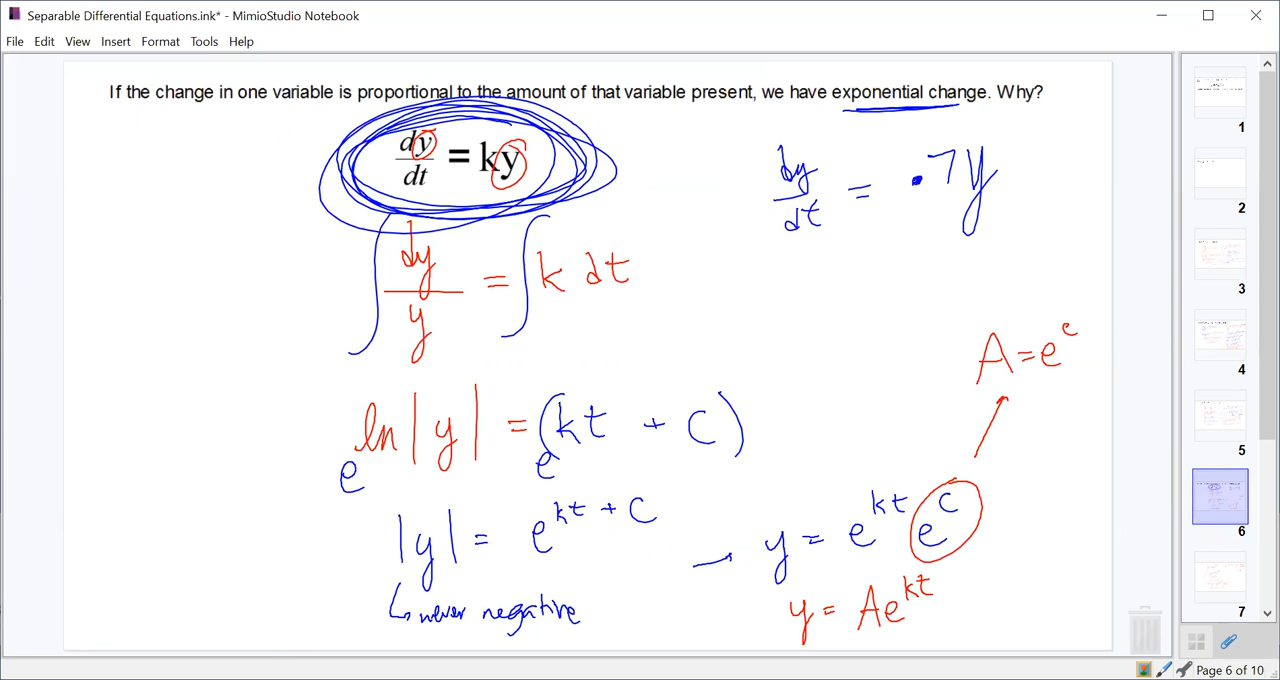 Separable Differential Equations.ink* - MimioStudio Notebook
File Edit View Insert Format Tools Help
If the change in one variable is proportional to the amount of that variable present, we have exponential change. Why?
dy/dt = ky
dy/dt = .7y
∫ dy/y = ∫ k dt
A = e^c
e^ln|y| = e^(kt + C)
|y| = e^kt + C → y = e^kt e^C
↳ never negative
y = Ae^kt
1
2
3
4
5
6
7
Page 6 of 10